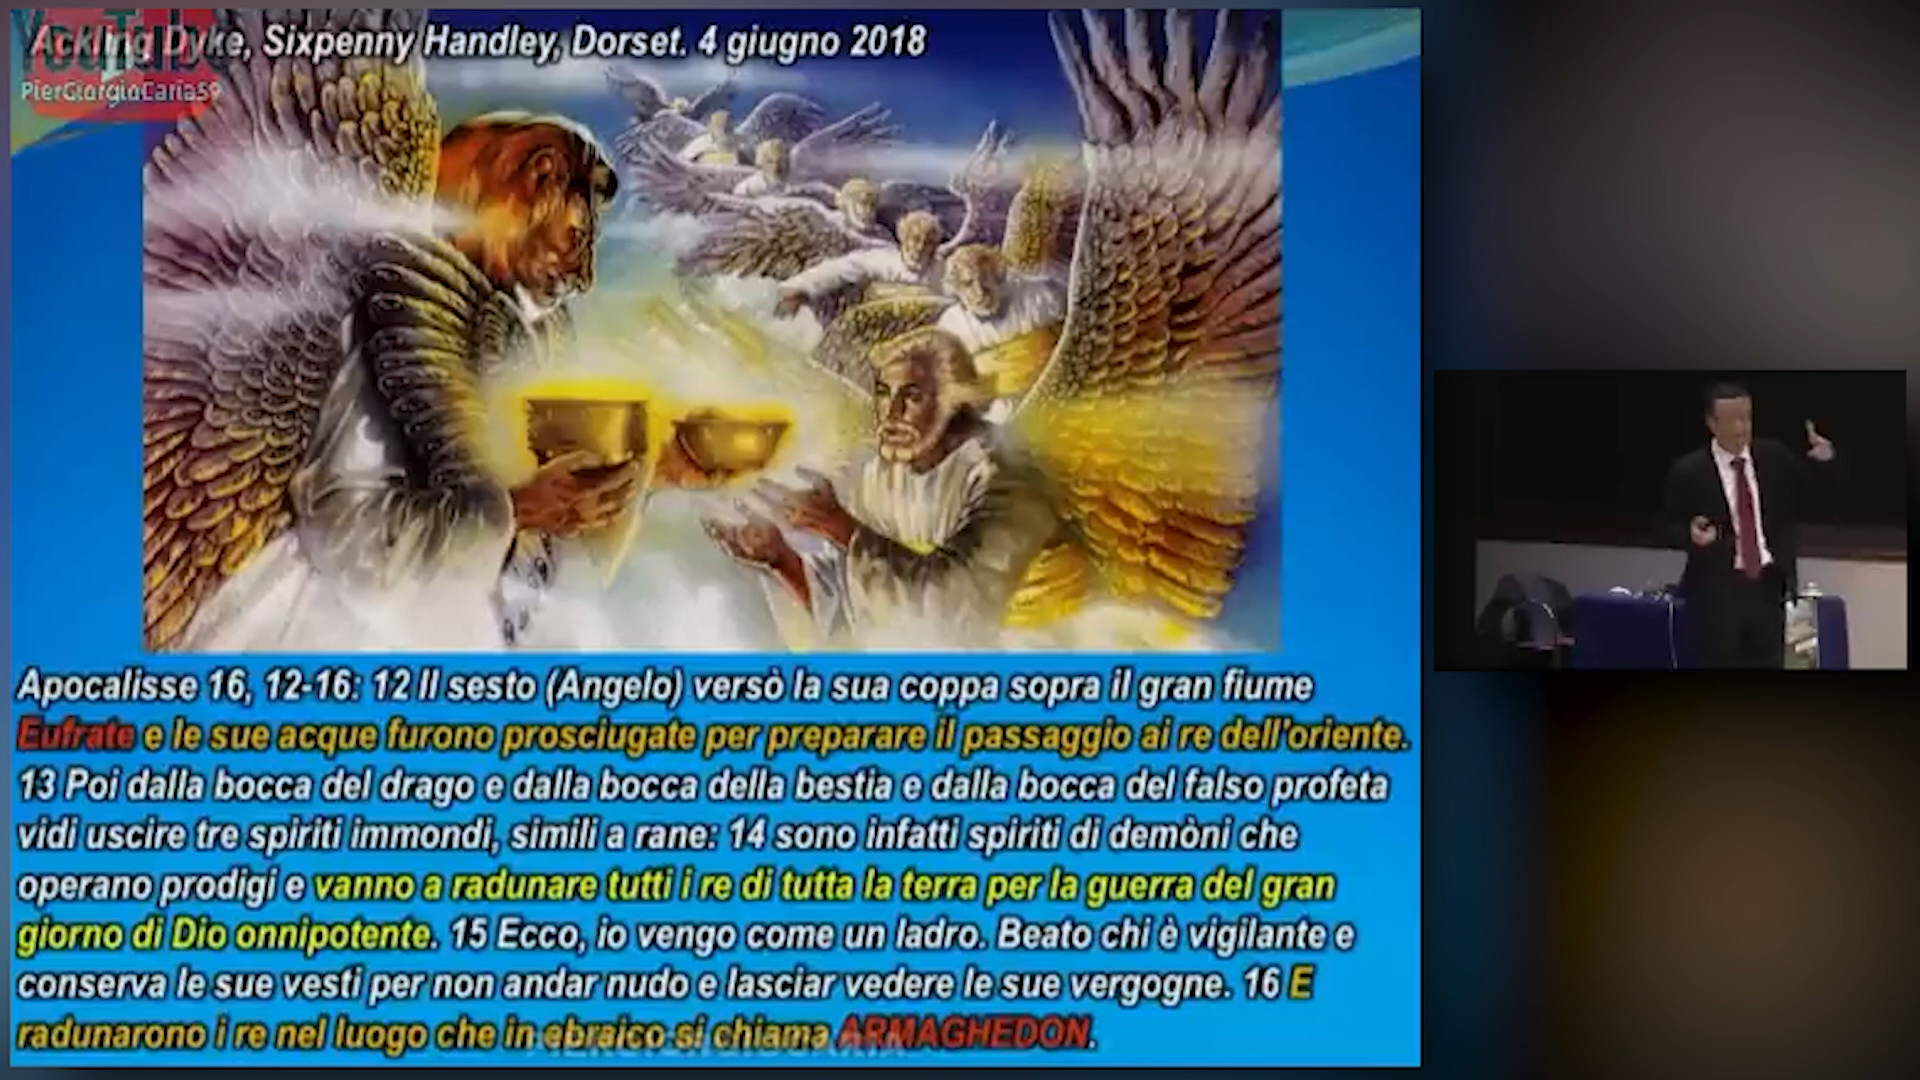 YouTube
Ackling Dyke, Sixpenny Handley, Dorset. 4 giugno 2018
PierGiorgioCaria59
Apocalisse 16, 12-16: 12 Il sesto (Angelo) versò la sua coppa sopra il gran fiume
Eufrate e le sue acque furono prosciugate per preparare il passaggio ai re dell'oriente.
13 Poi dalla bocca del drago e dalla bocca della bestia e dalla bocca del falso profeta
vidi uscire tre spiriti immondi, simili a rane: 14 sono infatti spiriti di demòni che
operano prodigi e vanno a radunare tutti i re di tutta la terra per la guerra del gran
giorno di Dio onnipotente. 15 Ecco, io vengo come un ladro. Beato chi è vigilante e
conserva le sue vesti per non andar nudo e lasciar vedere le sue vergogne. 16 E
radunarono i re nel luogo che in ebraico si chiama ARMAGHEDON.